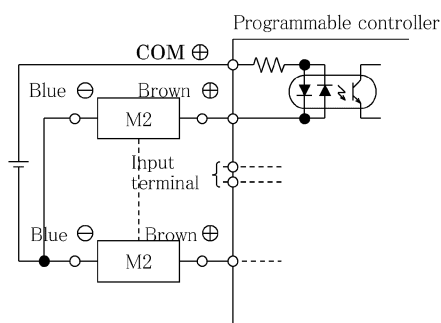 Programmable controller
COM ⊕
Blue ⊖ Brown ⊕
M2
Input
terminal
Blue ⊖ Brown ⊕
M2